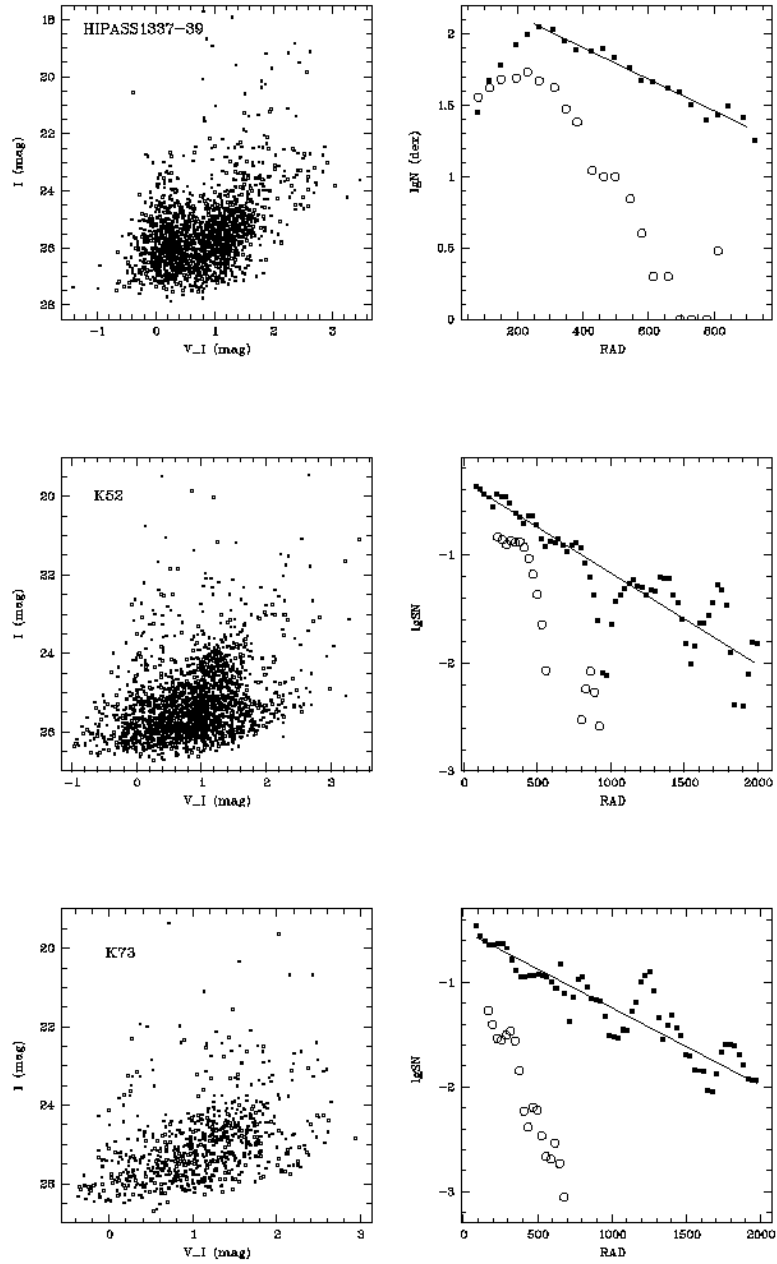 HIPASS1337-39
18
20
22
24
26
28
I (mag)
-1 0 1 2 3
V_I (mag)
2
1.5
1
0.5
0
lgN (dex)
200 400 600 800
RAD
K52
20
22
24
26
I (mag)
-1 0 1 2 3
V_I (mag)
-1
-2
-3
lgSN
0 500 1000 1500 2000
RAD
K73
20
22
24
26
I (mag)
0 1 2 3
V_I (mag)
-1
-2
-3
lgSN
0 500 1000 1500 2000
RAD